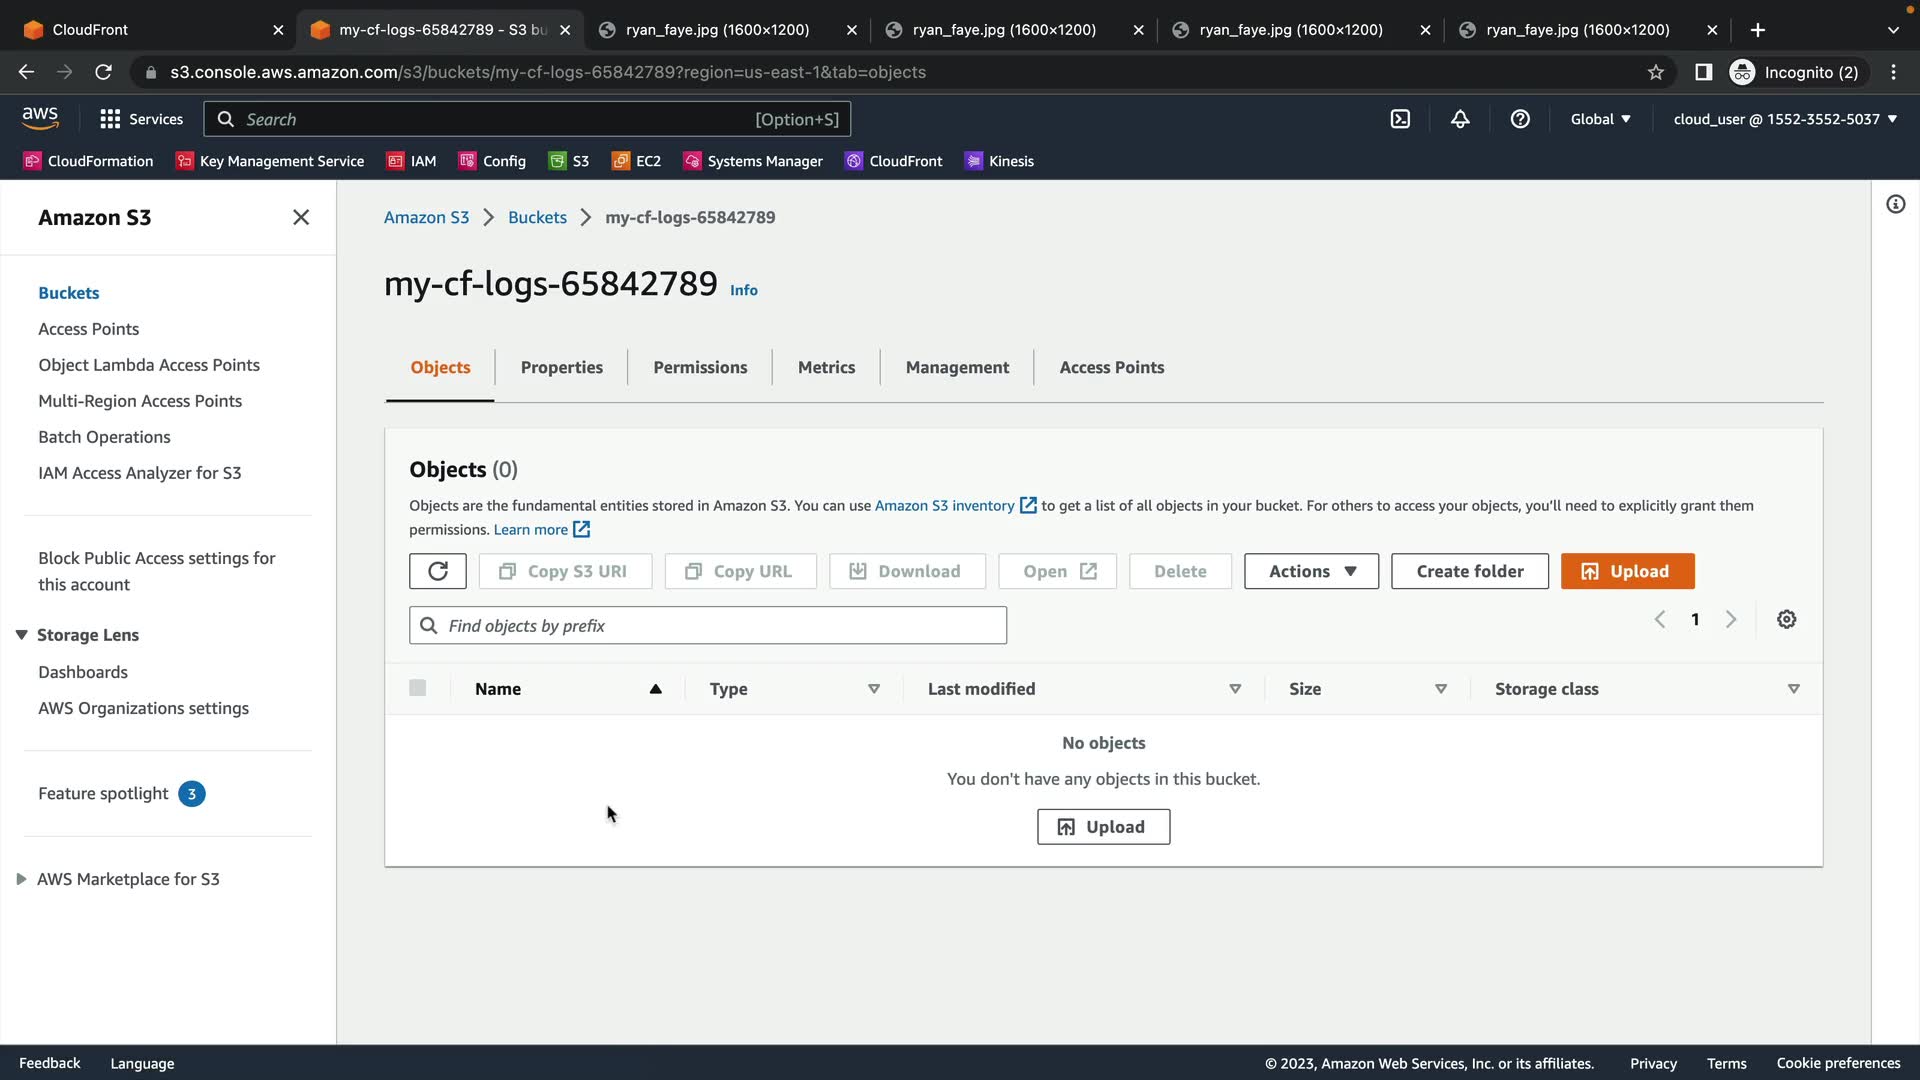 CloudFront
my-cf-logs-65842789 - S3 bu
ryan_faye.jpg (1600×1200)
ryan_faye.jpg (1600×1200)
ryan_faye.jpg (1600×1200)
ryan_faye.jpg (1600×1200)
s3.console.aws.amazon.com/s3/buckets/my-cf-logs-65842789?region=us-east-1&tab=objects
Incognito (2)
aws
Services
Search
[Option+S]
Global
cloud_user @ 1552-3552-5037
CloudFormation
Key Management Service
IAM
Config
S3
EC2
Systems Manager
CloudFront
Kinesis
Amazon S3
Buckets
Access Points
Object Lambda Access Points
Multi-Region Access Points
Batch Operations
IAM Access Analyzer for S3
Block Public Access settings for
this account
Storage Lens
Dashboards
AWS Organizations settings
Feature spotlight 3
AWS Marketplace for S3
Amazon S3
Buckets
my-cf-logs-65842789
my-cf-logs-65842789 Info
Objects
Properties
Permissions
Metrics
Management
Access Points
Objects (0)
Objects are the fundamental entities stored in Amazon S3. You can use Amazon S3 inventory to get a list of all objects in your bucket. For others to access your objects, you'll need to explicitly grant them
permissions. Learn more
Copy S3 URI
Copy URL
Download
Open
Delete
Actions
Create folder
Upload
Find objects by prefix
1
Name
Type
Last modified
Size
Storage class
No objects
You don't have any objects in this bucket.
Upload
Feedback
Language
© 2023, Amazon Web Services, Inc. or its affiliates.
Privacy
Terms
Cookie preferences